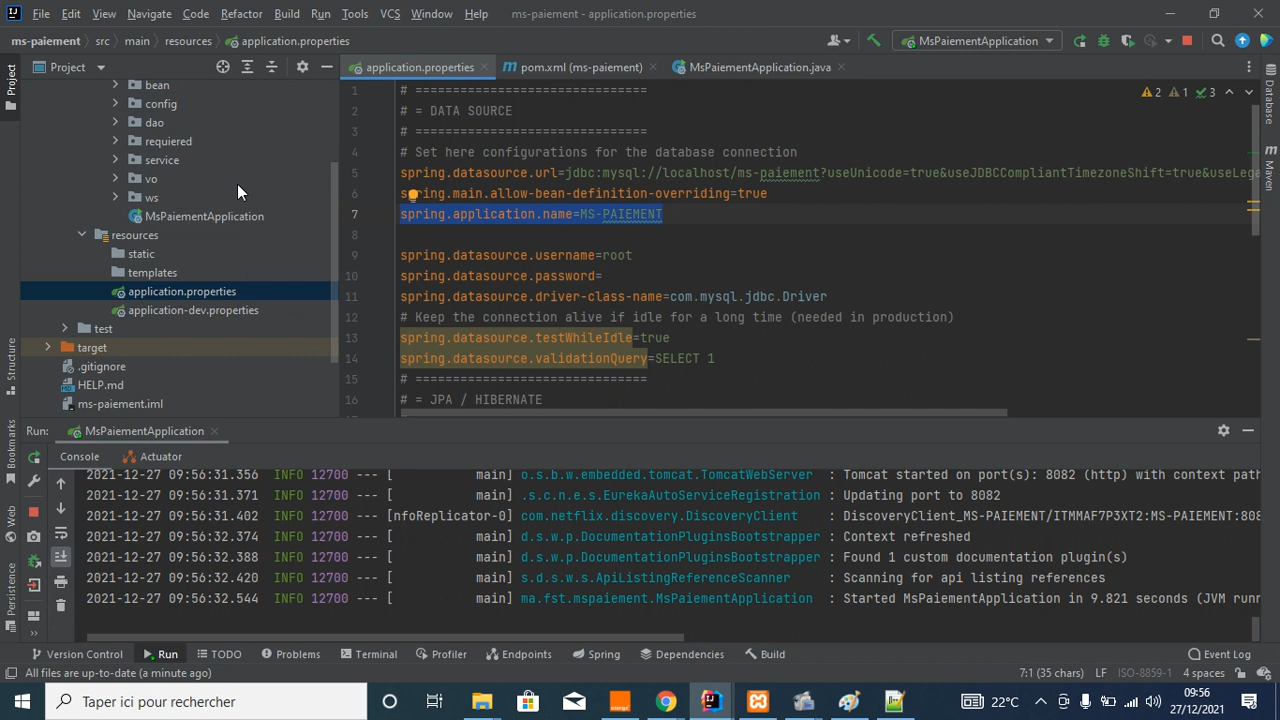 File Edit View Navigate Code Refactor Build Run Tools VCS Window Help ms-paiement - application.properties
ms-paiement src main resources application.properties MsPaiementApplication
Project
application.properties pom.xml (ms-paiement) MsPaiementApplication.java
Project
Structure
Bookmarks
Web
Persistence
Database
Maven
bean
config
dao
requiered
service
vo
ws
MsPaiementApplication
resources
static
templates
application.properties
application-dev.properties
test
target
.gitignore
HELP.md
ms-paiement.iml
2 1 3
1 # ===============================
2 # = DATA SOURCE
3 # ===============================
4 # Set here configurations for the database connection
5 spring.datasource.url=jdbc:mysql://localhost/ms-paiement?useUnicode=true&useJDBCCompliantTimezoneShift=true&useLega
6 spring.main.allow-bean-definition-overriding=true
7 spring.application.name=MS-PAIEMENT
8
9 spring.datasource.username=root
10 spring.datasource.password=
11 spring.datasource.driver-class-name=com.mysql.jdbc.Driver
12 # Keep the connection alive if idle for a long time (needed in production)
13 spring.datasource.testWhileIdle=true
14 spring.datasource.validationQuery=SELECT 1
15 # ===============================
16 # = JPA / HIBERNATE
Run: MsPaiementApplication
Console Actuator
2021-12-27 09:56:31.356 INFO 12700 --- [ main] o.s.b.w.embedded.tomcat.TomcatWebServer : Tomcat started on port(s): 8082 (http) with context path
2021-12-27 09:56:31.371 INFO 12700 --- [ main] .s.c.n.e.s.EurekaAutoServiceRegistration : Updating port to 8082
2021-12-27 09:56:31.402 INFO 12700 --- [nfoReplicator-0] com.netflix.discovery.DiscoveryClient : DiscoveryClient_MS-PAIEMENT/ITMMAF7P3XT2:MS-PAIEMENT:808
2021-12-27 09:56:32.374 INFO 12700 --- [ main] d.s.w.p.DocumentationPluginsBootstrapper : Context refreshed
2021-12-27 09:56:32.388 INFO 12700 --- [ main] d.s.w.p.DocumentationPluginsBootstrapper : Found 1 custom documentation plugin(s)
2021-12-27 09:56:32.420 INFO 12700 --- [ main] s.d.s.w.s.ApiListingReferenceScanner : Scanning for api listing references
2021-12-27 09:56:32.544 INFO 12700 --- [ main] ma.fst.mspaiement.MsPaiementApplication : Started MsPaiementApplication in 9.821 seconds (JVM runn
Version Control Run TODO Problems Terminal Profiler Endpoints Spring Dependencies Build Event Log
All files are up-to-date (a minute ago) 7:1 (35 chars) LF ISO-8859-1 4 spaces
Taper ici pour rechercher 22°C 09:56
27/12/2021